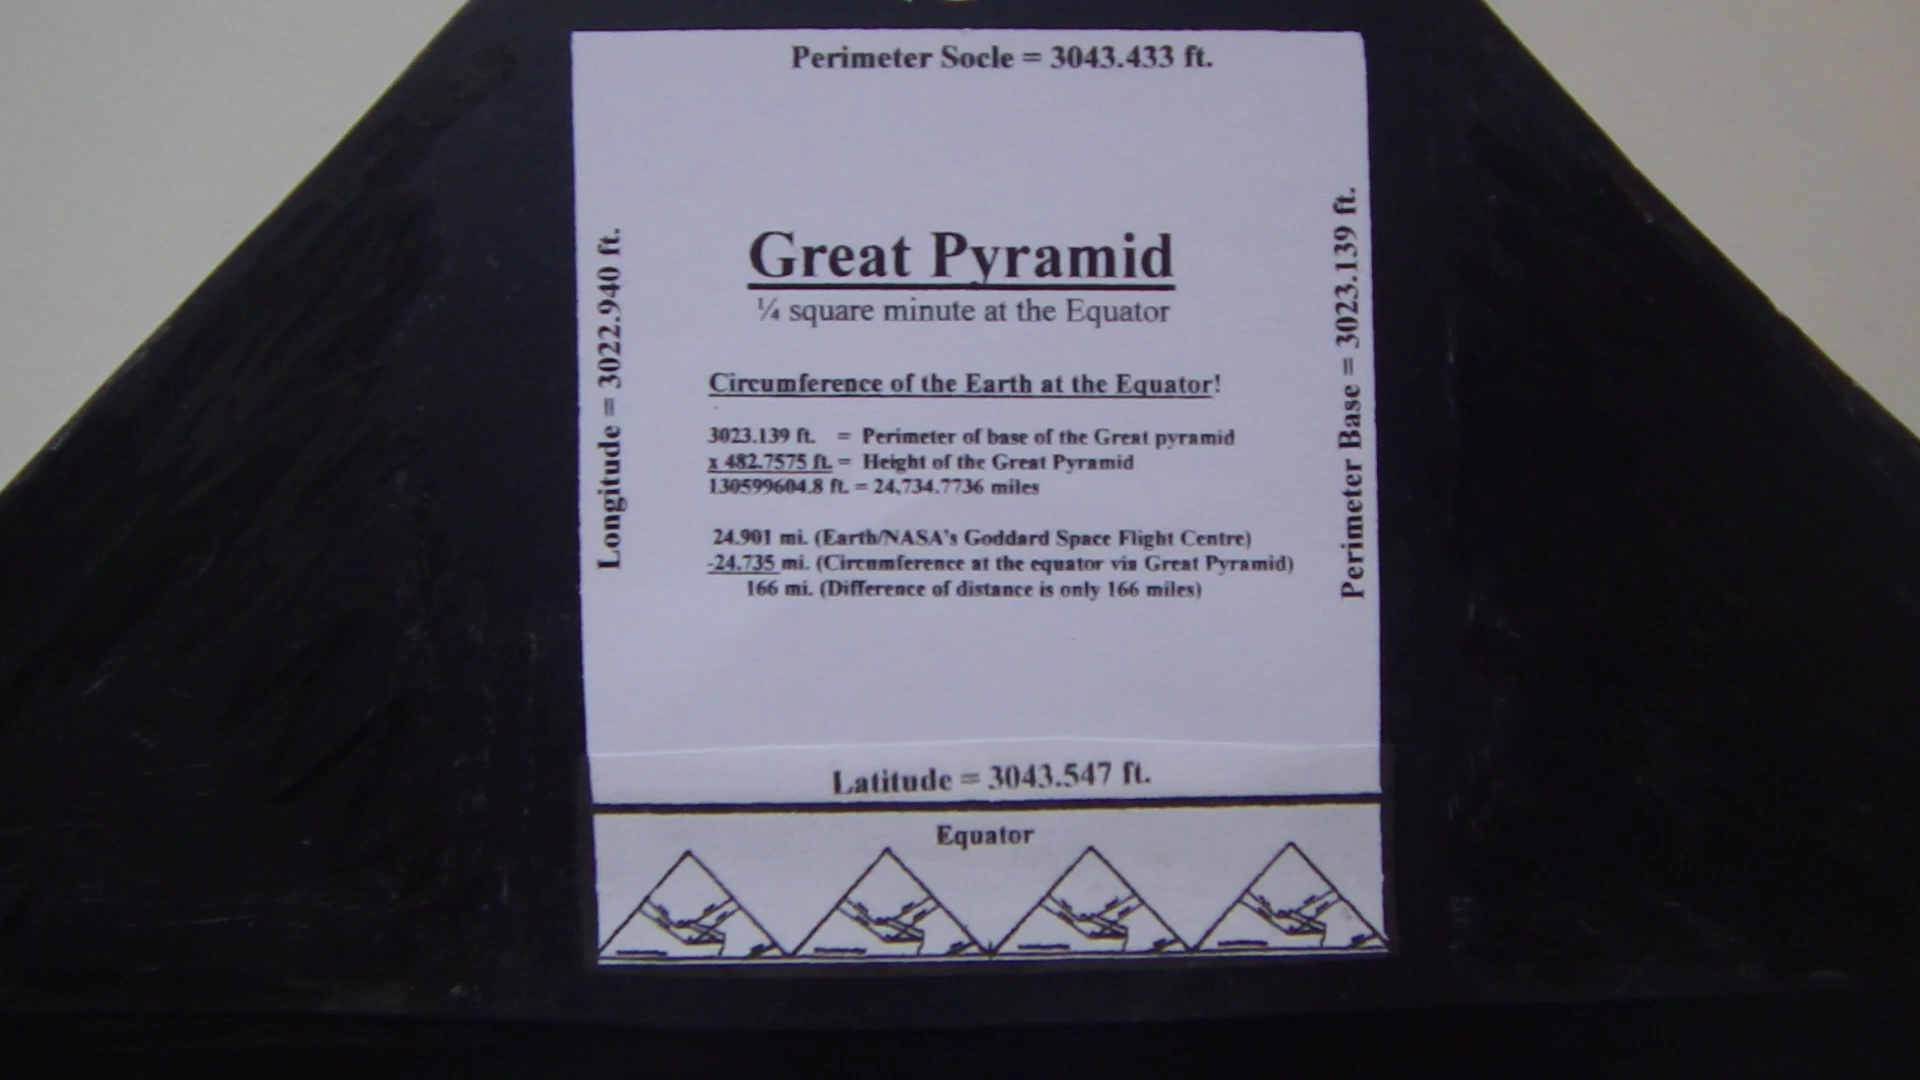 Perimeter Socle = 3043.433 ft.
Longitude = 3022.940 ft.
Perimeter Base = 3023.139 ft.
Great Pyramid
¼ square minute at the Equator
Circumference of the Earth at the Equator!
3023.139 ft. = Perimeter of base of the Great pyramid
x 482.7575 ft. = Height of the Great Pyramid
130599604.8 ft. = 24,734.7736 miles
24.901 mi. (Earth/NASA's Goddard Space Flight Centre)
-24.735 mi. (Circumference at the equator via Great Pyramid)
166 mi. (Difference of distance is only 166 miles)
Latitude = 3043.547 ft.
Equator